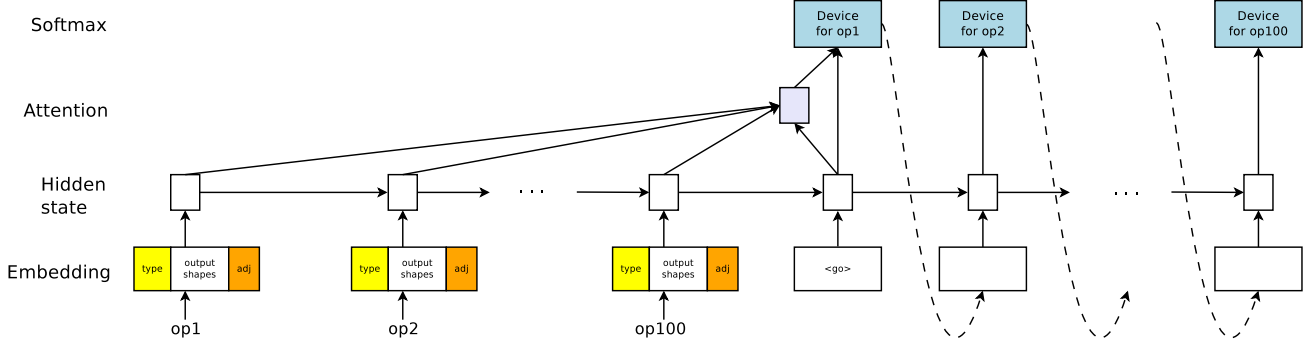 Softmax
Device
for op1
Device
for op2
Device
for op100
Attention
Hidden
state
. . .
. . .
Embedding
type
output
shapes
adj
type
output
shapes
adj
type
output
shapes
adj
<go>
op1
op2
op100